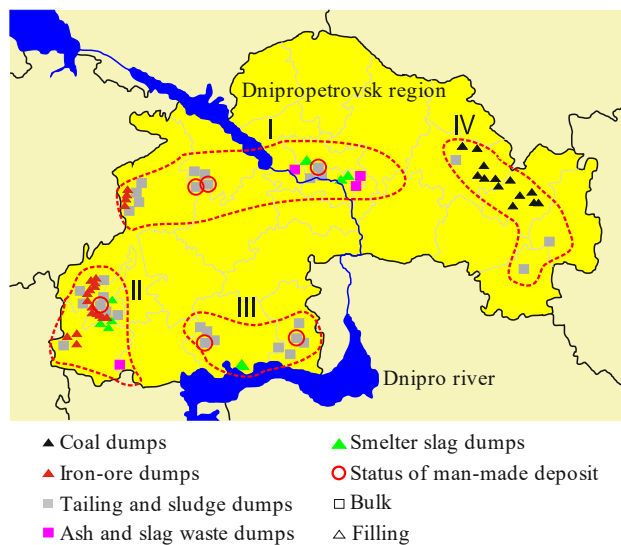 Dnipropetrovsk region
I
IV
II
III
Dnipro river
Coal dumps
Smelter slag dumps
Iron-ore dumps
Status of man-made deposit
Tailing and sludge dumps
Bulk
Ash and slag waste dumps
Filling